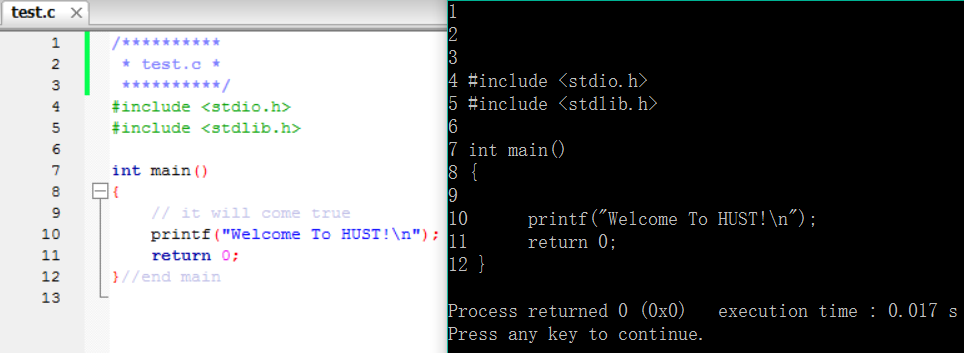 test.c ×
1 /**********
2  * test.c *
3  **********/
4 #include <stdio.h>
5 #include <stdlib.h>
6
7 int main()
8 {
9     // it will come true
10     printf("Welcome To HUST!\n");
11     return 0;
12 }//end main
13
1
2
3
4 #include <stdio.h>
5 #include <stdlib.h>
6
7 int main()
8 {
9
10     printf("Welcome To HUST!\n");
11     return 0;
12 }
Process returned 0 (0x0)   execution time : 0.017 s
Press any key to continue.